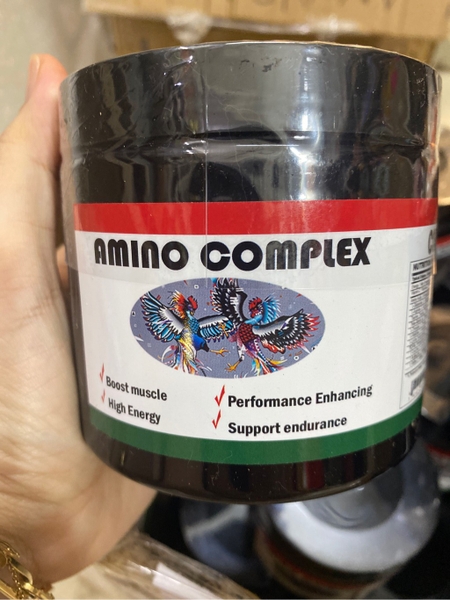 AMINO COMPLEX
Boost muscle
High Energy
Performance Enhancing
Support endurance